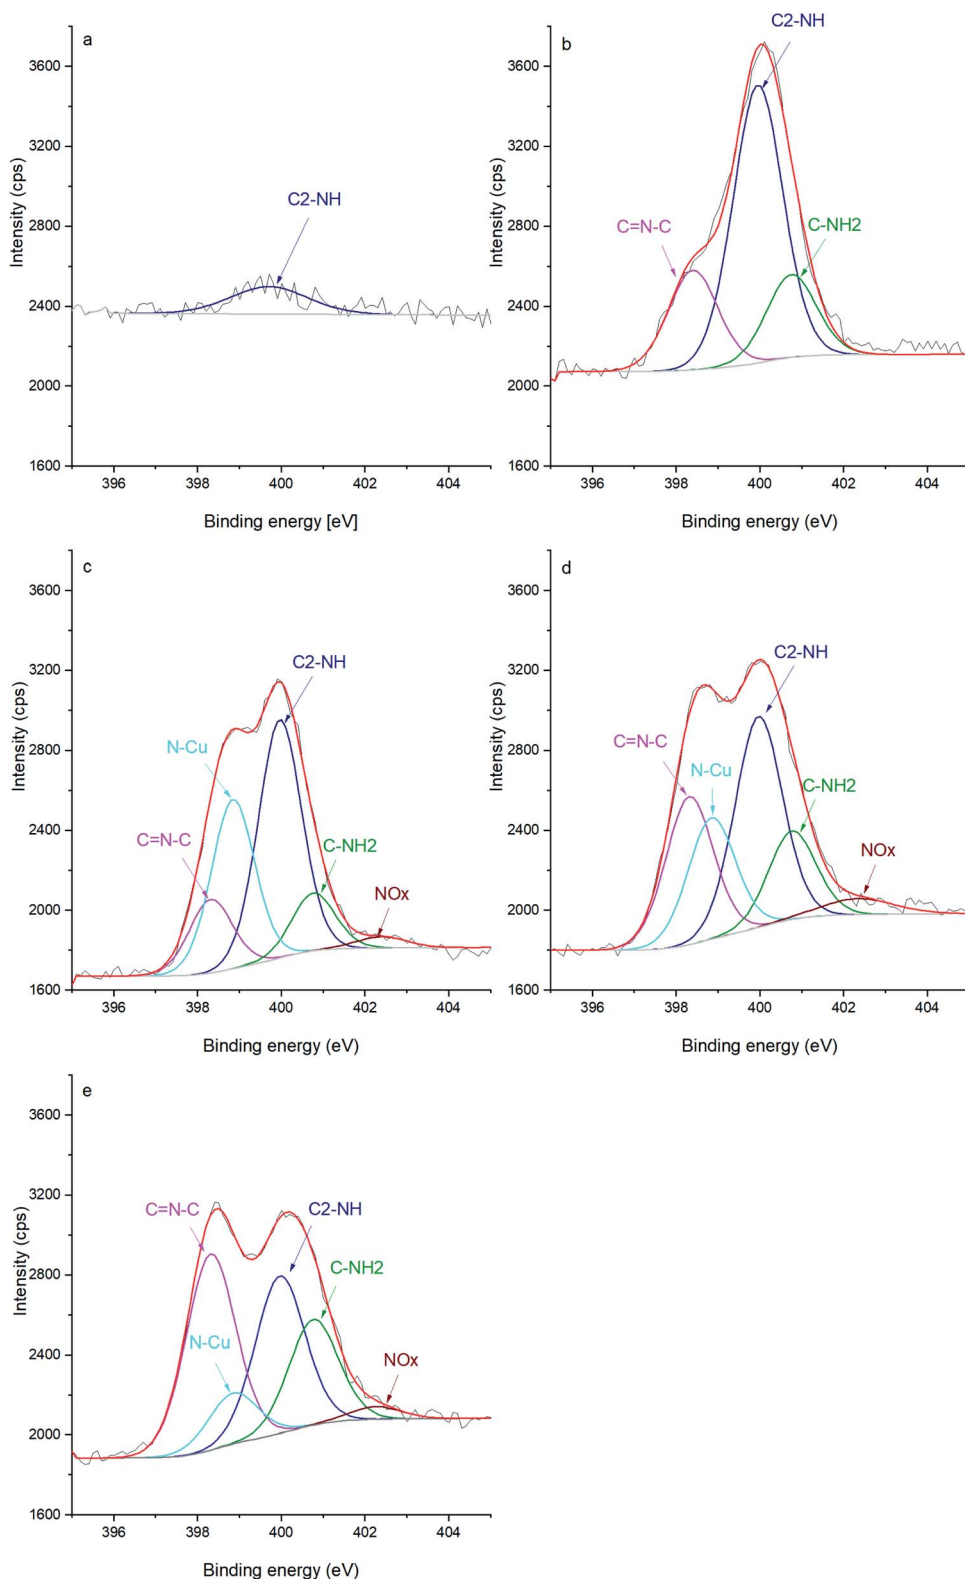 a
3600
3200
2800
2400
2000
1600
Intensity (cps)
C2-NH
396 398 400 402 404
Binding energy [eV]
b
3600
3200
2800
2400
2000
1600
Intensity (cps)
C2-NH
C=N-C
C-NH2
396 398 400 402 404
Binding energy (eV)
c
3600
3200
2800
2400
2000
1600
Intensity (cps)
C2-NH
N-Cu
C=N-C
C-NH2
NOx
396 398 400 402 404
Binding energy (eV)
d
3600
3200
2800
2400
2000
1600
Intensity (cps)
C2-NH
C=N-C
N-Cu
C-NH2
NOx
396 398 400 402 404
Binding energy (eV)
e
3600
3200
2800
2400
2000
1600
Intensity (cps)
C=N-C
C2-NH
C-NH2
N-Cu
NOx
396 398 400 402 404
Binding energy (eV)